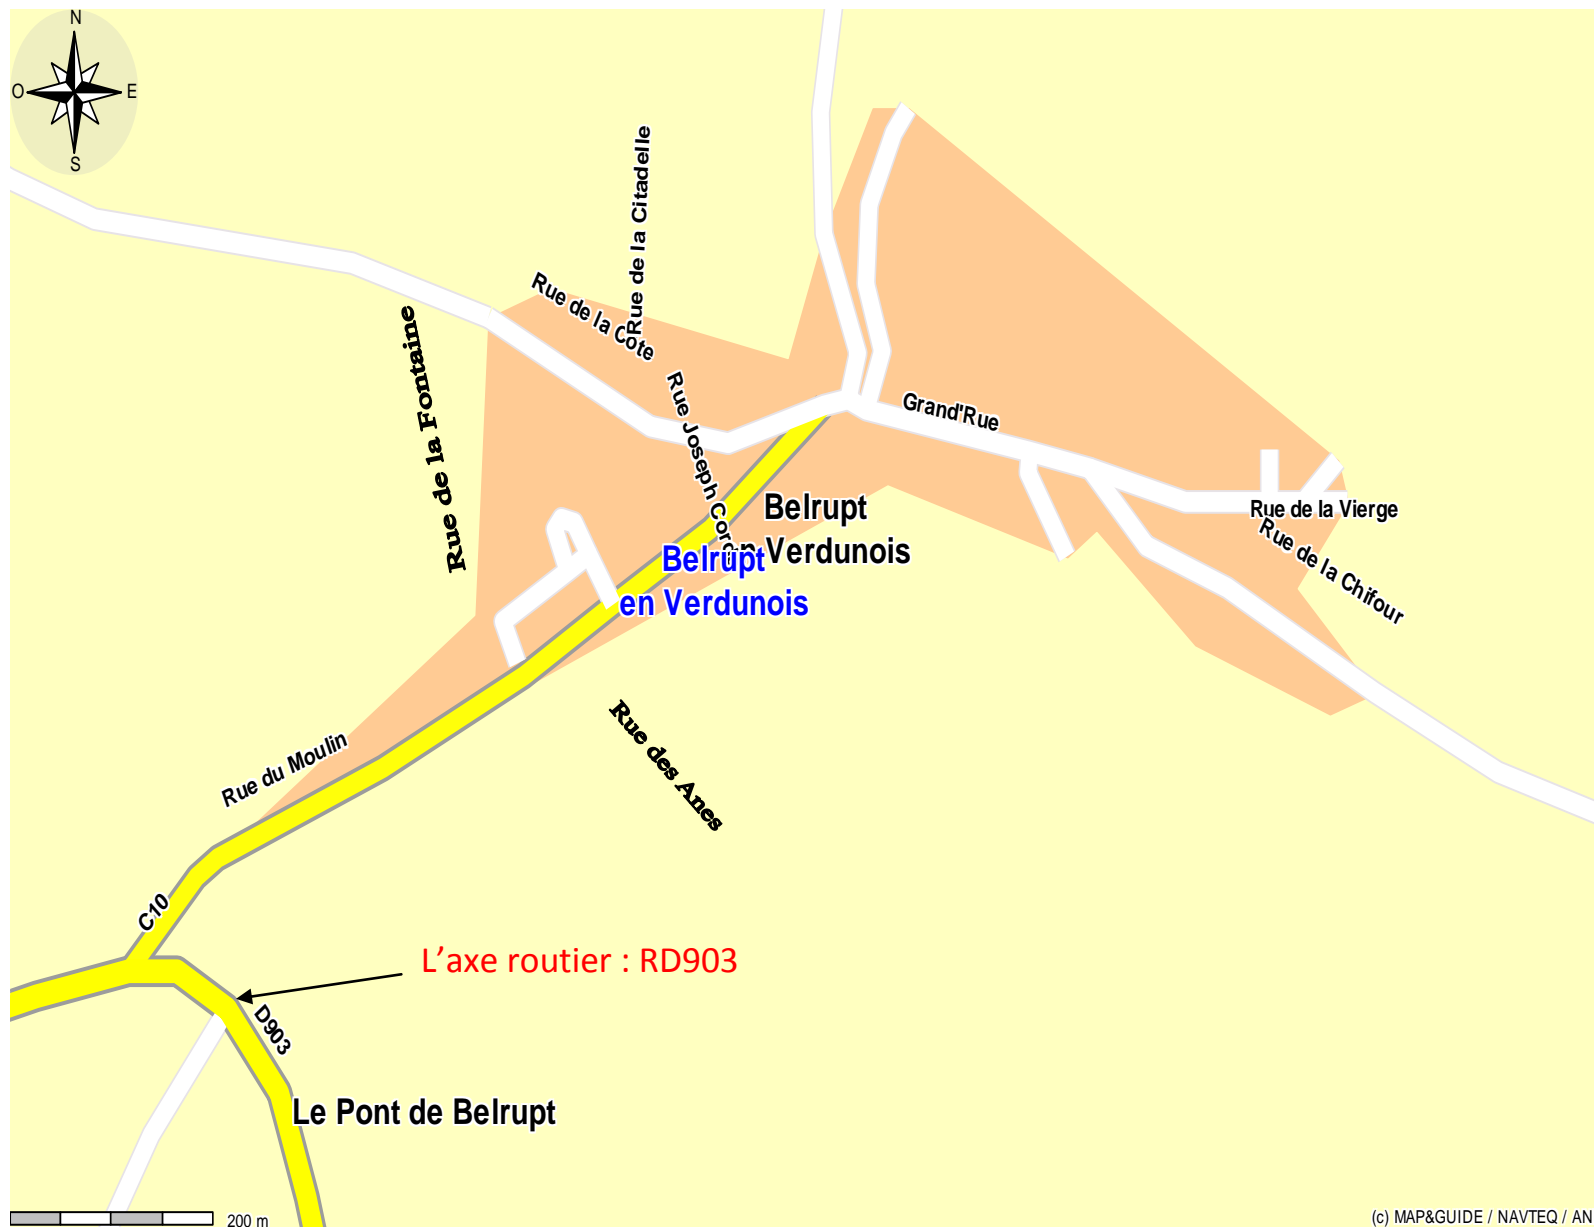 N
O
E
S
Rue de la Citadelle
Rue de la Cote
Rue de la Fontaine
Rue Joseph
Grand'Rue
Belrupt
Verdunois
Belrupt
en Verdunois
Rue de la Vierge
Rue de la Chifour
Rue des Anes
Rue du Moulin
C10
L'axe routier : RD903
D903
Le Pont de Belrupt
200 m
(c) MAP&GUIDE / NAVTEQ / AN